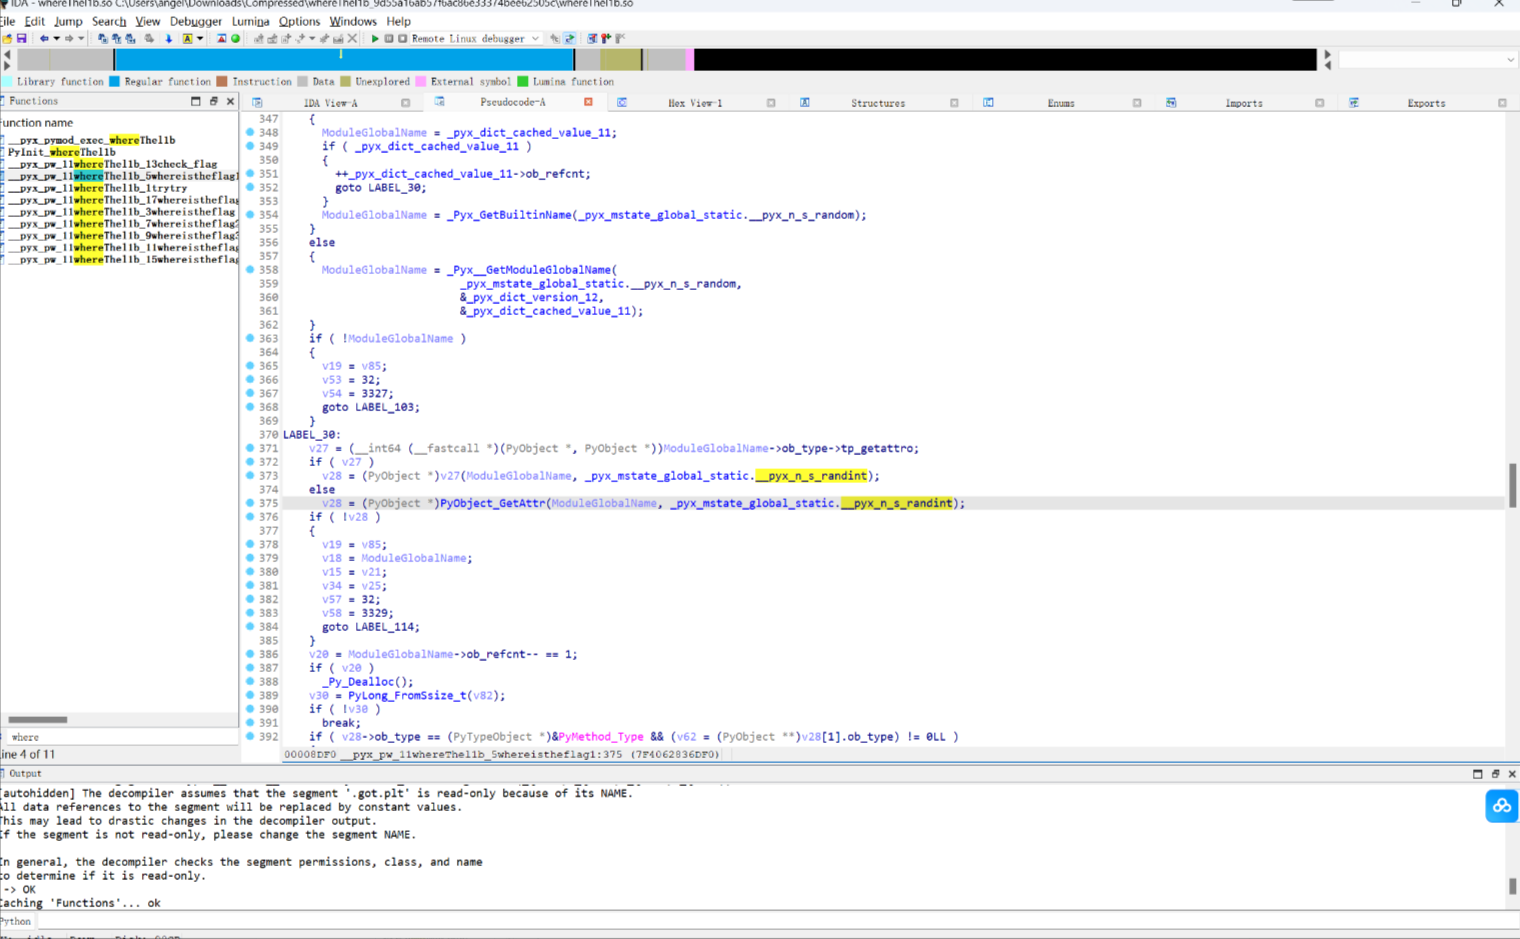 IDA - whereThel1b.so C:\Users\angel\Downloads\Compressed\whereThel1b_9d55a16ab57f6ac86e33374bee62505c\whereThel1b.so
File Edit Jump Search View Debugger Lumina Options Windows Help
Remote Linux debugger
Library function Regular function Instruction Data Unexplored External symbol Lumina function
Functions
IDA View-A Pseudocode-A Hex View-1 Structures Enums Imports Exports
unction name
__pyx_pymod_exec_whereThel1b
PyInit_whereThel1b
__pyx_pw_11whereThel1b_13check_flag
__pyx_pw_11whereThel1b_5whereistheflag1
__pyx_pw_11whereThel1b_1trytry
__pyx_pw_11whereThel1b_17whereistheflag
__pyx_pw_11whereThel1b_3whereistheflag
__pyx_pw_11whereThel1b_7whereistheflag2
__pyx_pw_11whereThel1b_9whereistheflag3
__pyx_pw_11whereThel1b_11whereistheflag
__pyx_pw_11whereThel1b_15whereistheflag
where
ine 4 of 11
347 {
348 ModuleGlobalName = _pyx_dict_cached_value_11;
349 if ( _pyx_dict_cached_value_11 )
350 {
351 ++_pyx_dict_cached_value_11->ob_refcnt;
352 goto LABEL_30;
353 }
354 ModuleGlobalName = _Pyx_GetBuiltinName(_pyx_mstate_global_static.__pyx_n_s_random);
355 }
356 else
357 {
358 ModuleGlobalName = _Pyx__GetModuleGlobalName(
359 _pyx_mstate_global_static.__pyx_n_s_random,
360 &_pyx_dict_version_12,
361 &_pyx_dict_cached_value_11);
362 }
363 if ( !ModuleGlobalName )
364 {
365 v19 = v85;
366 v53 = 32;
367 v54 = 3327;
368 goto LABEL_103;
369 }
370 LABEL_30:
371 v27 = (__int64 (__fastcall *)(PyObject *, PyObject *))ModuleGlobalName->ob_type->tp_getattro;
372 if ( v27 )
373 v28 = (PyObject *)v27(ModuleGlobalName, _pyx_mstate_global_static.__pyx_n_s_randint);
374 else
375 v28 = (PyObject *)PyObject_GetAttr(ModuleGlobalName, _pyx_mstate_global_static.__pyx_n_s_randint);
376 if ( !v28 )
377 {
378 v19 = v85;
379 v18 = ModuleGlobalName;
380 v15 = v21;
381 v34 = v25;
382 v57 = 32;
383 v58 = 3329;
384 goto LABEL_114;
385 }
386 v20 = ModuleGlobalName->ob_refcnt-- == 1;
387 if ( v20 )
388 _Py_Dealloc();
389 v30 = PyLong_FromSsize_t(v82);
390 if ( !v30 )
391 break;
392 if ( v28->ob_type == (PyTypeObject *)&PyMethod_Type && (v62 = (PyObject **)v28[1].ob_type) != 0LL )
00008DF0 __pyx_pw_11whereThel1b_5whereistheflag1:375 (7F4062836DF0)
Output
[autohidden] The decompiler assumes that the segment '.got.plt' is read-only because of its NAME.
All data references to the segment will be replaced by constant values.
This may lead to drastic changes in the decompiler output.
If the segment is not read-only, please change the segment NAME.
In general, the decompiler checks the segment permissions, class, and name
to determine if it is read-only.
-> OK
Caching 'Functions'... ok
Python